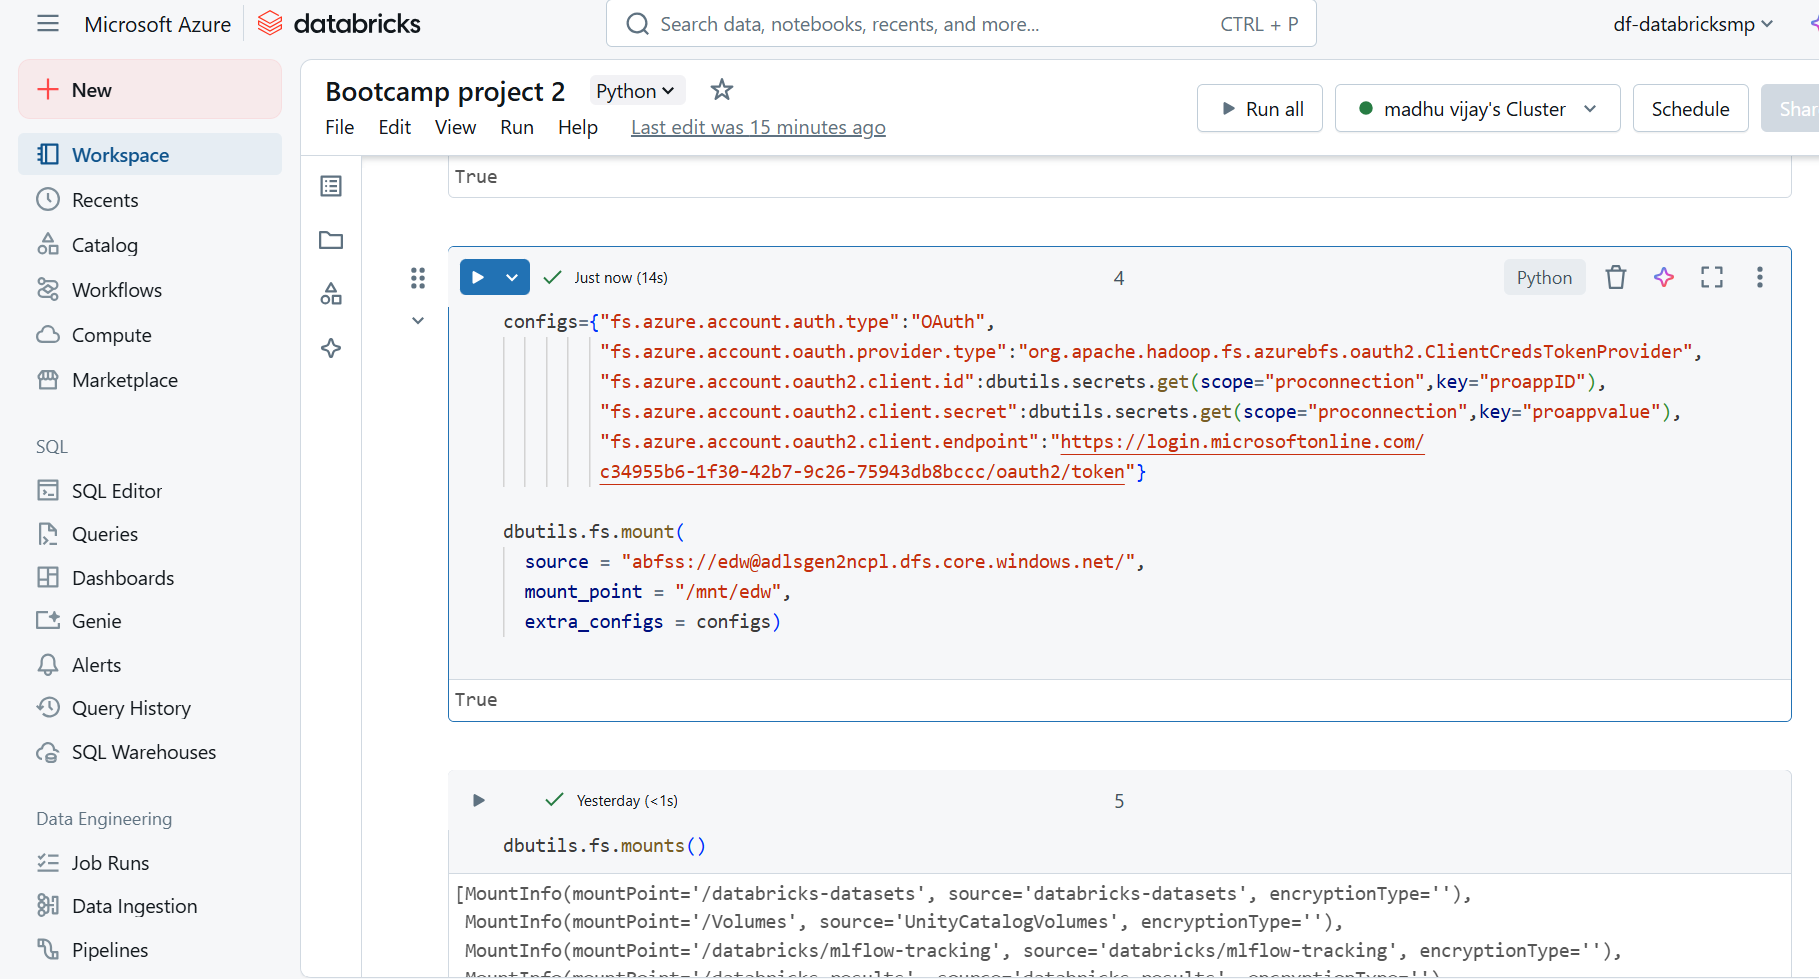 Microsoft Azure databricks
Search data, notebooks, recents, and more... CTRL + P
df-databricksmp
New
Workspace
Recents
Catalog
Workflows
Compute
Marketplace
SQL
SQL Editor
Queries
Dashboards
Genie
Alerts
Query History
SQL Warehouses
Data Engineering
Job Runs
Data Ingestion
Pipelines
Bootcamp project 2 Python
File Edit View Run Help Last edit was 15 minutes ago
Run all madhu vijay's Cluster Schedule Shar
True
Just now (14s) 4 Python
configs={"fs.azure.account.auth.type":"OAuth",
"fs.azure.account.oauth.provider.type":"org.apache.hadoop.fs.azurebfs.oauth2.ClientCredsTokenProvider",
"fs.azure.account.oauth2.client.id":dbutils.secrets.get(scope="proconnection",key="proappID"),
"fs.azure.account.oauth2.client.secret":dbutils.secrets.get(scope="proconnection",key="proappvalue"),
"fs.azure.account.oauth2.client.endpoint":"https://login.microsoftonline.com/
c34955b6-1f30-42b7-9c26-75943db8bccc/oauth2/token"}
dbutils.fs.mount(
source = "abfss://edw@adlsgen2ncpl.dfs.core.windows.net/",
mount_point = "/mnt/edw",
extra_configs = configs)
True
Yesterday (<1s) 5
dbutils.fs.mounts()
[MountInfo(mountPoint='/databricks-datasets', source='databricks-datasets', encryptionType=''),
MountInfo(mountPoint='/Volumes', source='UnityCatalogVolumes', encryptionType=''),
MountInfo(mountPoint='/databricks/mlflow-tracking', source='databricks/mlflow-tracking', encryptionType=''),
MountInfo(mountPoint='/databricks-results', source='databricks-results', encryptionType='')